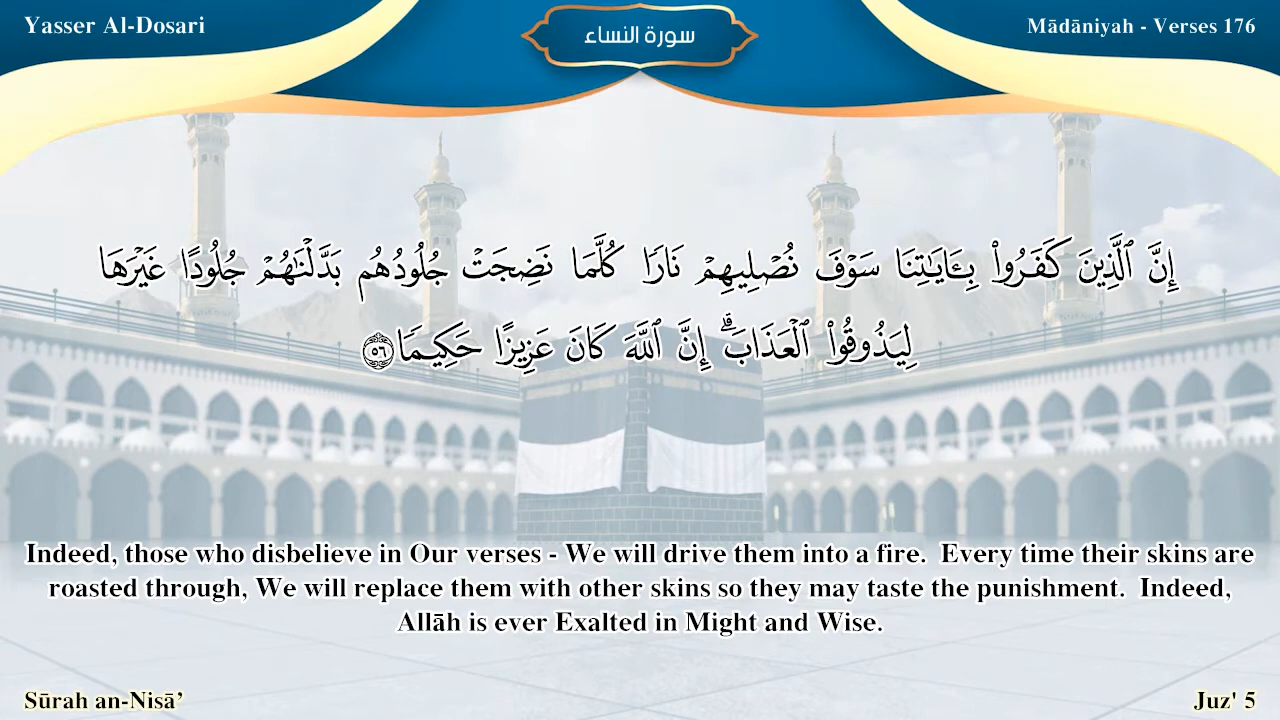 Yasser Al-Dosari
سورة النساء
Mādāniyah - Verses 176
إِنَّ ٱلَّذِينَ كَفَرُوا۟ بِـَٔايَـٰتِنَا سَوْفَ نُصْلِيهِمْ نَارًا كُلَّمَا نَضِجَتْ جُلُودُهُم بَدَّلْنَـٰهُمْ جُلُودًا غَيْرَهَا
لِيَذُوقُوا۟ ٱلْعَذَابَ ۗ إِنَّ ٱللَّهَ كَانَ عَزِيزًا حَكِيمًا ٥٦
Indeed, those who disbelieve in Our verses - We will drive them into a fire.  Every time their skins are
roasted through, We will replace them with other skins so they may taste the punishment.  Indeed,
Allāh is ever Exalted in Might and Wise.
Sūrah an-Nisā’
Juz' 5